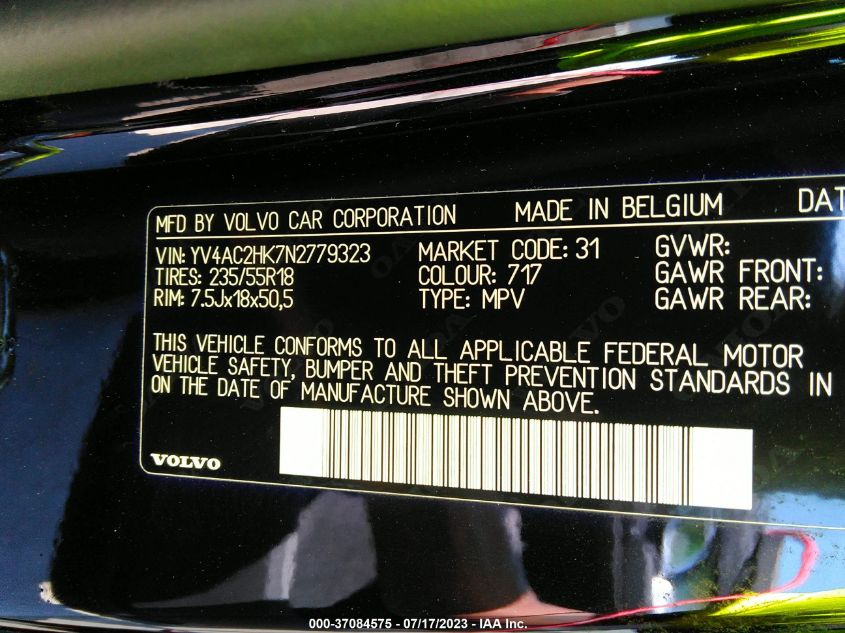 MFD BY VOLVO CAR CORPORATION MADE IN BELGIUM DAT
VIN: YV4AC2HK7N2779323 MARKET CODE: 31 GVWR:
TIRES: 235/55R18 COLOUR: 717 GAWR FRONT:
RIM: 7.5Jx18x50,5 TYPE: MPV GAWR REAR:
THIS VEHICLE CONFORMS TO ALL APPLICABLE FEDERAL MOTOR
VEHICLE SAFETY, BUMPER AND THEFT PREVENTION STANDARDS IN
ON THE DATE OF MANUFACTURE SHOWN ABOVE.
VOLVO
000-37084575 - 07/17/2023 - IAA Inc.